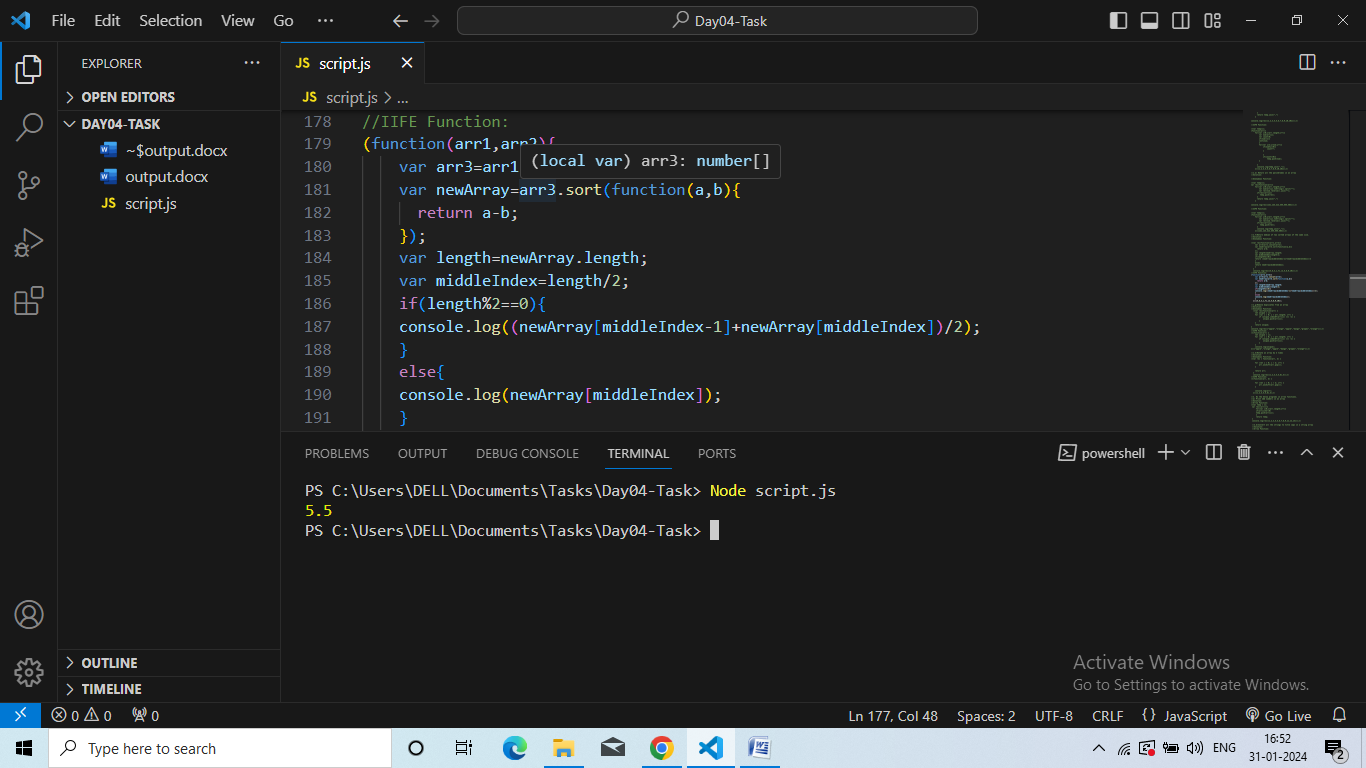 File Edit Selection View Go ··· Day04-Task
EXPLORER ···
OPEN EDITORS
DAY04-TASK
~$output.docx
output.docx
JS script.js
OUTLINE
TIMELINE
JS script.js
JS script.js > ...
178 //IIFE Function:
179 (function(arr1,arr2){
(local var) arr3: number[]
180 var arr3=arr1
181 var newArray=arr3.sort(function(a,b){
182 return a-b;
183 });
184 var length=newArray.length;
185 var middleIndex=length/2;
186 if(length%2==0){
187 console.log((newArray[middleIndex-1]+newArray[middleIndex])/2);
188 }
189 else{
190 console.log(newArray[middleIndex]);
191 }
PROBLEMS OUTPUT DEBUG CONSOLE TERMINAL PORTS powershell
PS C:\Users\DELL\Documents\Tasks\Day04-Task> Node script.js
5.5
PS C:\Users\DELL\Documents\Tasks\Day04-Task>
Activate Windows
Go to Settings to activate Windows.
0 0 0 Ln 177, Col 48 Spaces: 2 UTF-8 CRLF {} JavaScript Go Live
Type here to search ENG 16:52
31-01-2024 2